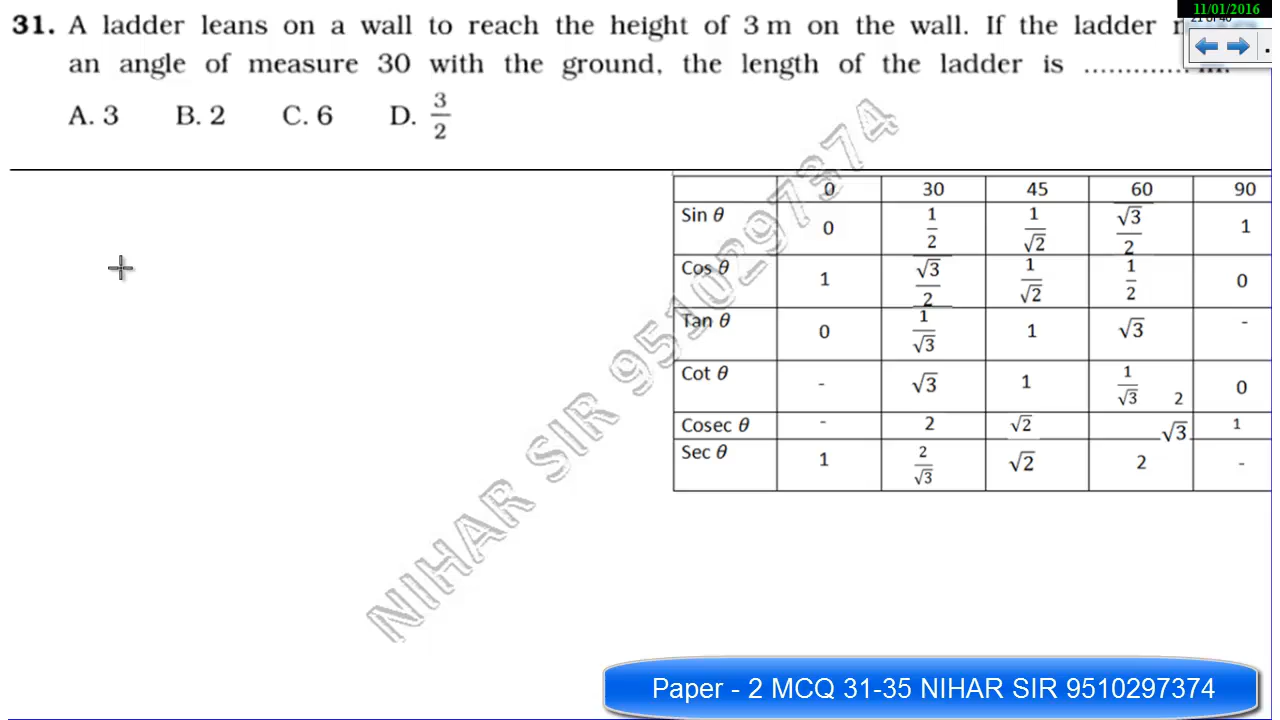 11/01/2016
21 of 40
31. A ladder leans on a wall to reach the height of 3 m on the wall. If the ladder
an angle of measure 30 with the ground, the length of the ladder is ............. m.
A. 3 B. 2 C. 6 D. 3/2
0 30 45 60 90
Sin θ 0 1/2 1/√2 √3/2 1
Cos θ 1 √3/2 1/√2 1/2 0
Tan θ 0 1/√3 1 √3 -
Cot θ - √3 1 1/√3 0
Cosec θ - 2 √2 2/√3 1
Sec θ 1 2/√3 √2 2 -
NIHAR SIR 9510297374
Paper - 2 MCQ 31-35 NIHAR SIR 9510297374